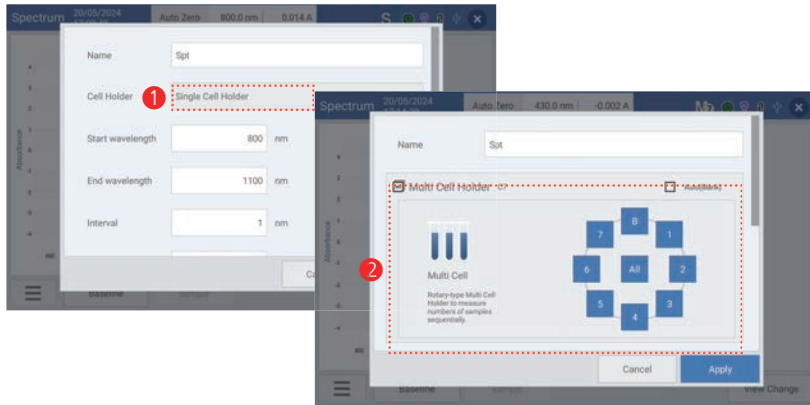 Spectrum
20/05/2024
Auto Zero
800.0 nm
0.014 A
S
Name
Spt
Cell Holder
1
Single Cell Holder
Start wavelength
800 nm
End wavelength
1100 nm
Interval
1 nm
Absorbance
Baseline
Spectrum
20/05/2024
Auto Zero
430.0 nm
-0.002 A
Name
Spt
Multi Cell Holder
2
Multi Cell
Rotary-type Multi Cell
Holder to measure
numbers of samples
sequentially.
B
7
1
6
All
2
5
3
4
Absorbance
Cancel
Apply
Baseline
sample
View Change